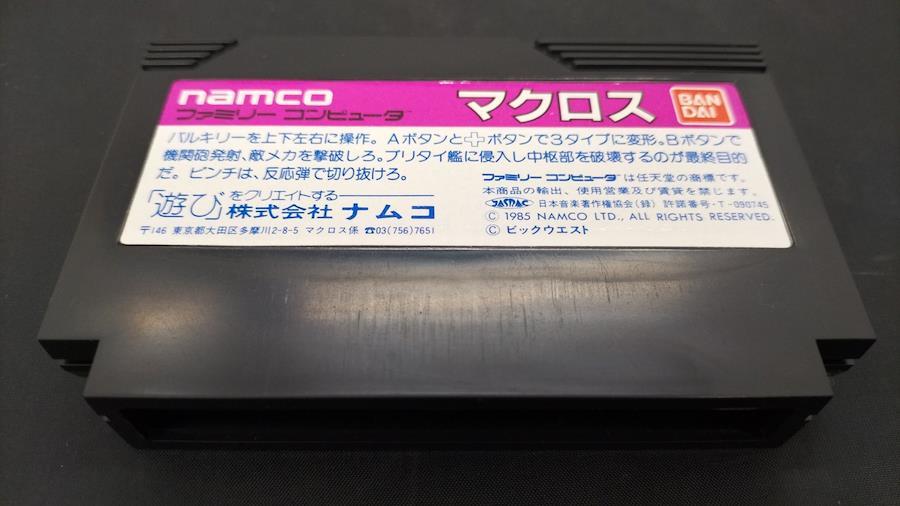 namco
マクロス
BAN
DAI
ファミリー コンピュータ™
バルキリーを上下左右に操作。Aボタンと十ボタンで3タイプに変形。Bボタンで
機関砲発射、敵メカを撃破しろ。ブリタイ艦に侵入し中枢部を破壊するのが最終目的
だ。ピンチは、反応弾で切り抜けろ。
「遊び」をクリエイトする
株式会社 ナムコ
〒146 東京都大田区多摩川2-8-5 マクロス係 ☎03(756)7651
ファミリー コンピュータ™は任天堂の商標です。
本商品の輸出、使用営業及び賃貸を禁じます。
JASRAC 日本音楽著作権協会(録)許諾番号・T-090745
© 1985 NAMCO LTD., ALL RIGHTS RESERVED.
© ビックウエスト